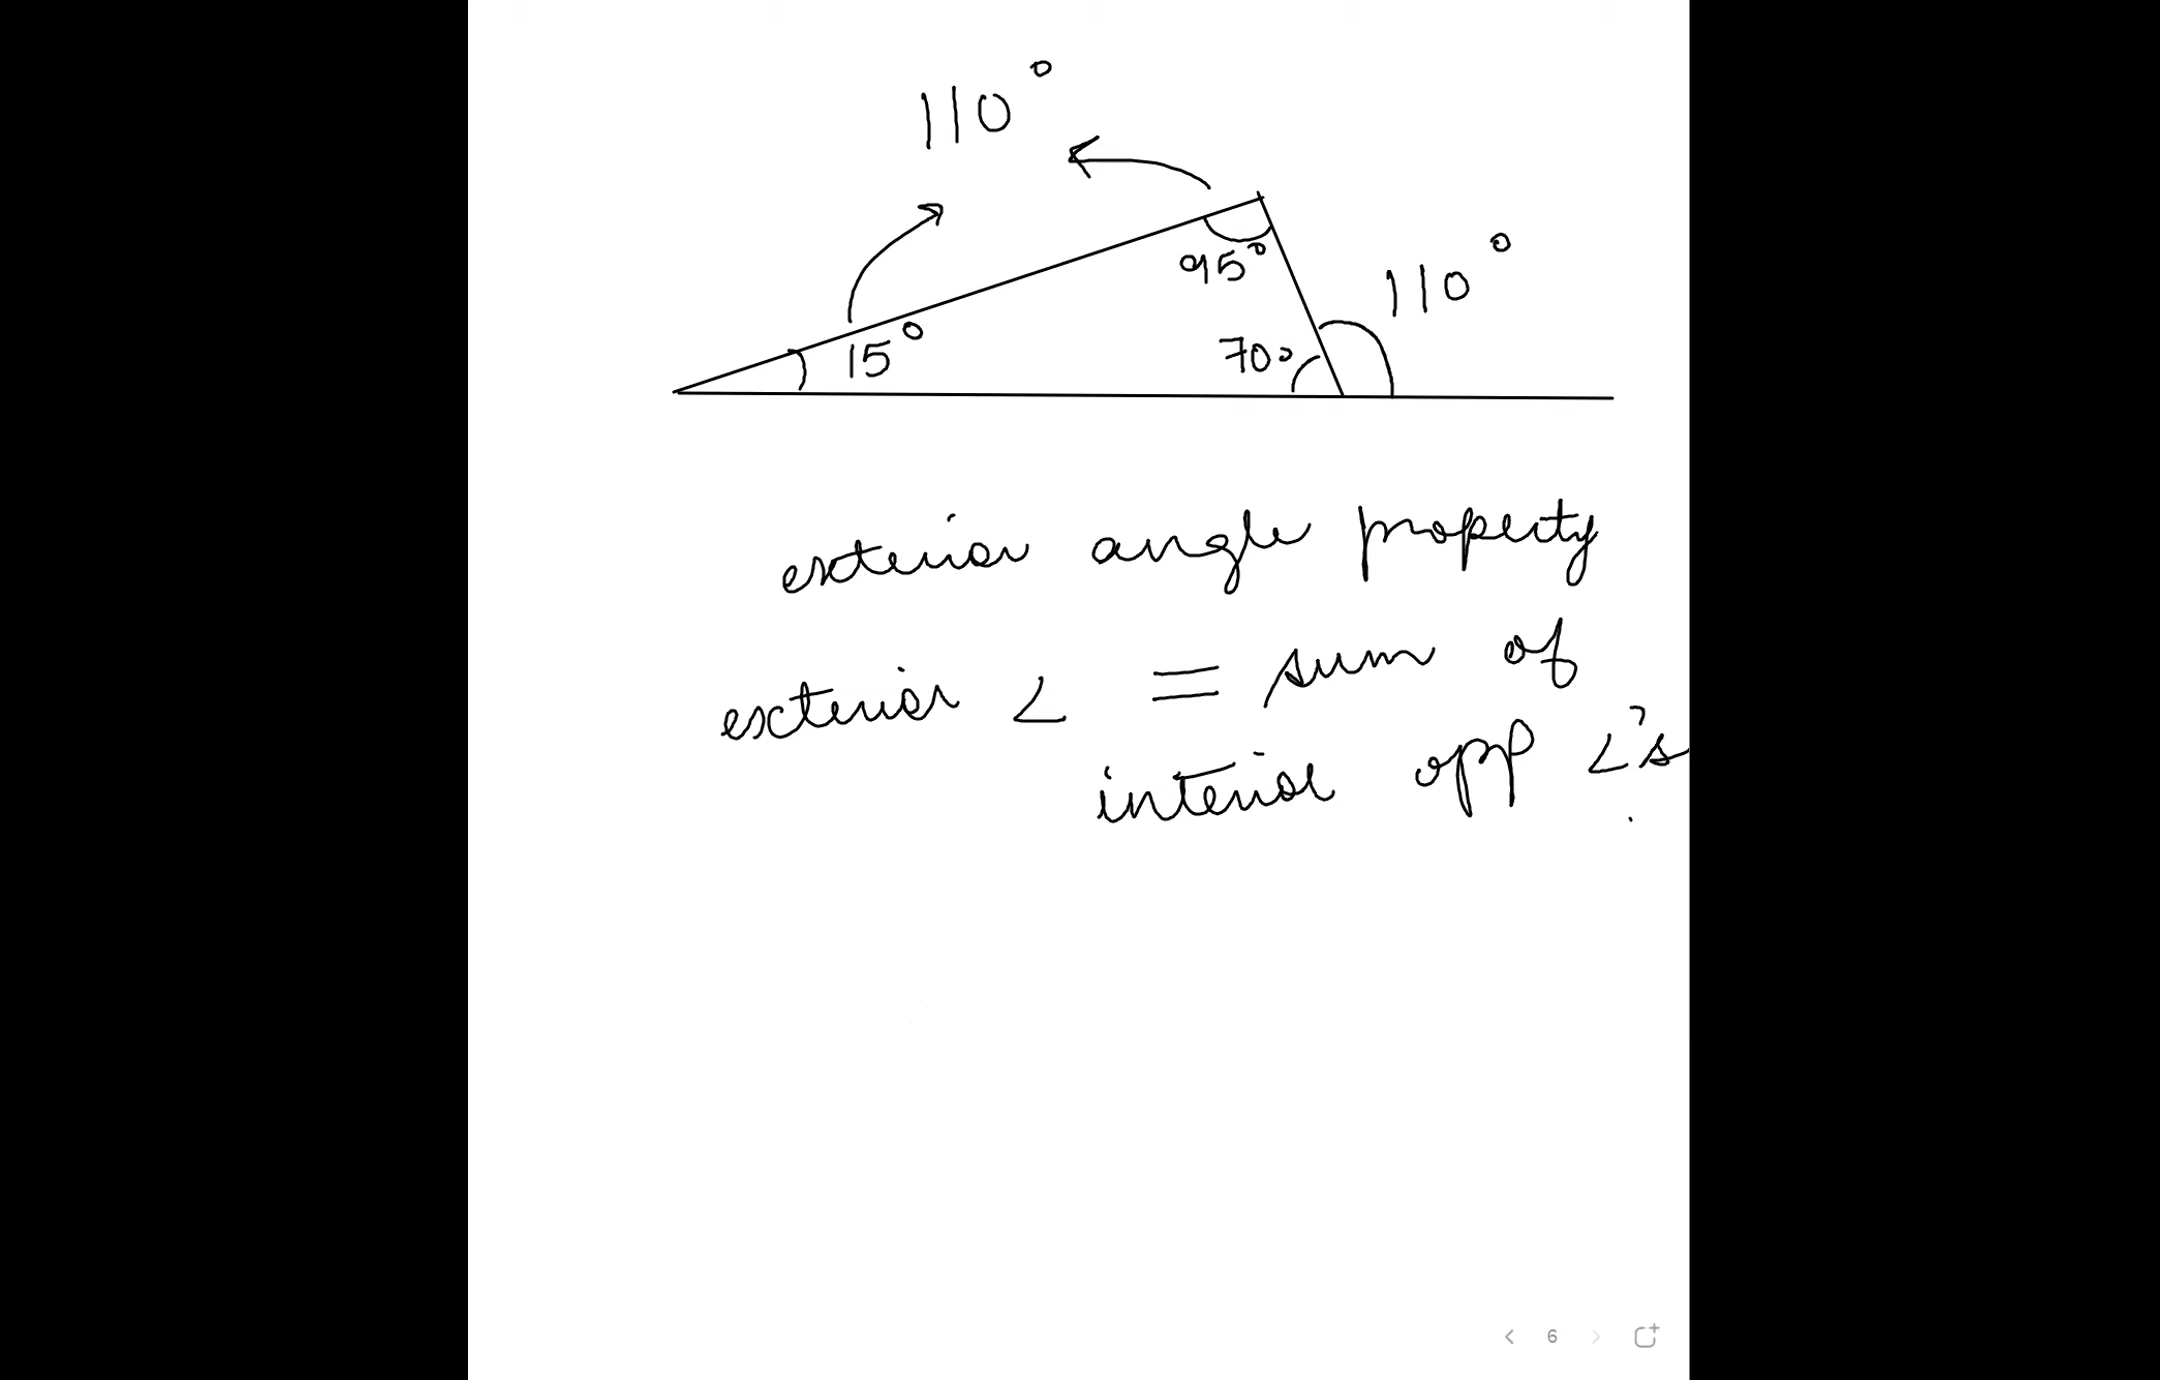 110°
95°
110°
15°
70°
exterior angle property
exterior ∠ = sum of
interior opp ∠'s
.
6